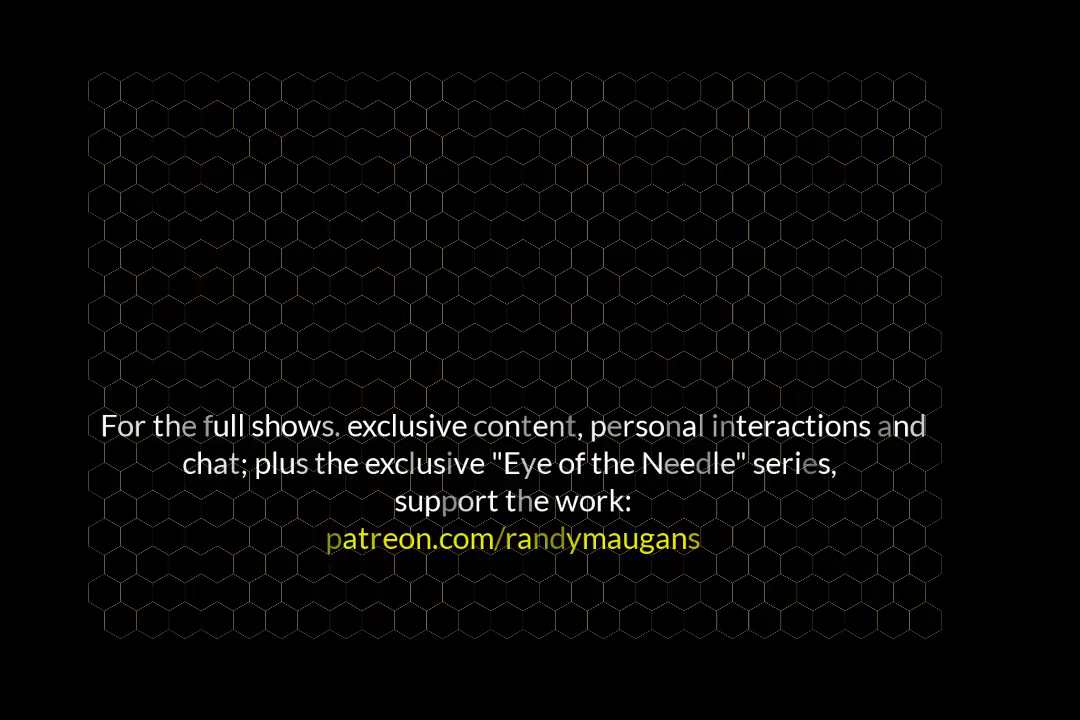 For the full shows. exclusive content, personal interactions and
chat; plus the exclusive "Eye of the Needle" series,
support the work:
patreon.com/randymaugans